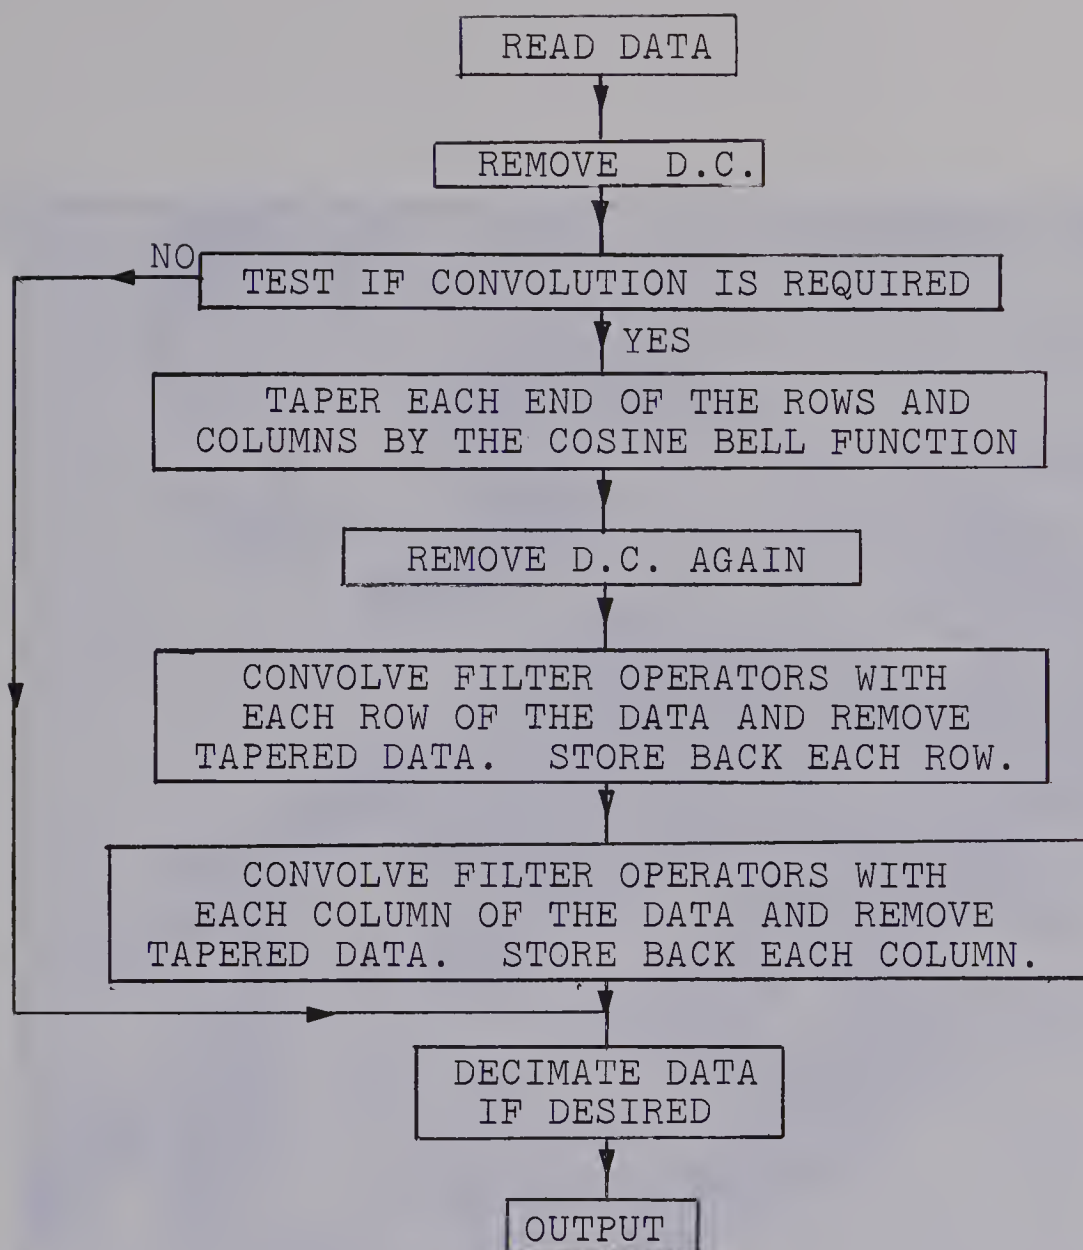 READ DATA
REMOVE D.C.
NO
TEST IF CONVOLUTION IS REQUIRED
YES
TAPER EACH END OF THE ROWS AND
COLUMNS BY THE COSINE BELL FUNCTION
REMOVE D.C. AGAIN
CONVOLVE FILTER OPERATORS WITH
EACH ROW OF THE DATA AND REMOVE
TAPERED DATA. STORE BACK EACH ROW.
CONVOLVE FILTER OPERATORS WITH
EACH COLUMN OF THE DATA AND REMOVE
TAPERED DATA. STORE BACK EACH COLUMN.
DECIMATE DATA
IF DESIRED
OUTPUT